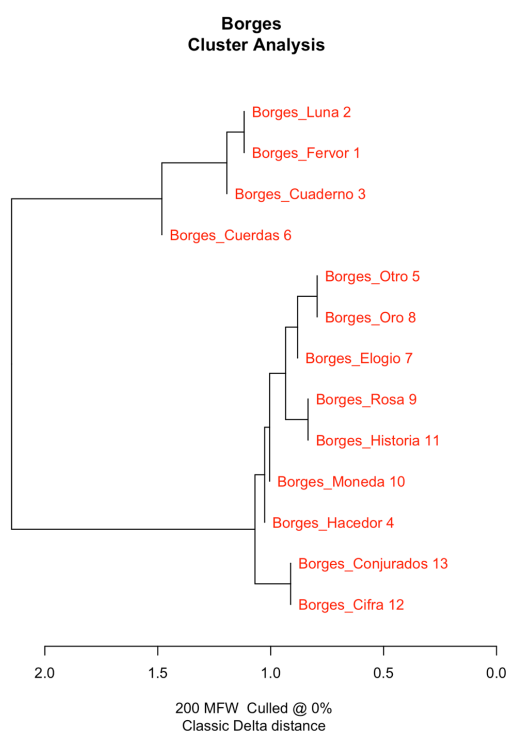 Borges
Cluster Analysis
Borges_Luna 2
Borges_Fervor 1
Borges_Cuaderno 3
Borges_Cuerdas 6
Borges_Otro 5
Borges_Oro 8
Borges_Elogio 7
Borges_Rosa 9
Borges_Historia 11
Borges_Moneda 10
Borges_Hacedor 4
Borges_Conjurados 13
Borges_Cifra 12
2.0 1.5 1.0 0.5 0.0
200 MFW Culled @ 0%
Classic Delta distance